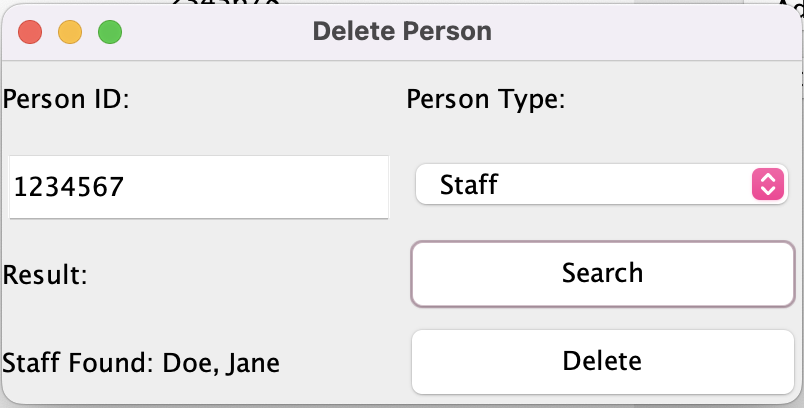 Delete Person
Person ID:
Person Type:
1234567
Staff
Result:
Search
Staff Found: Doe, Jane
Delete